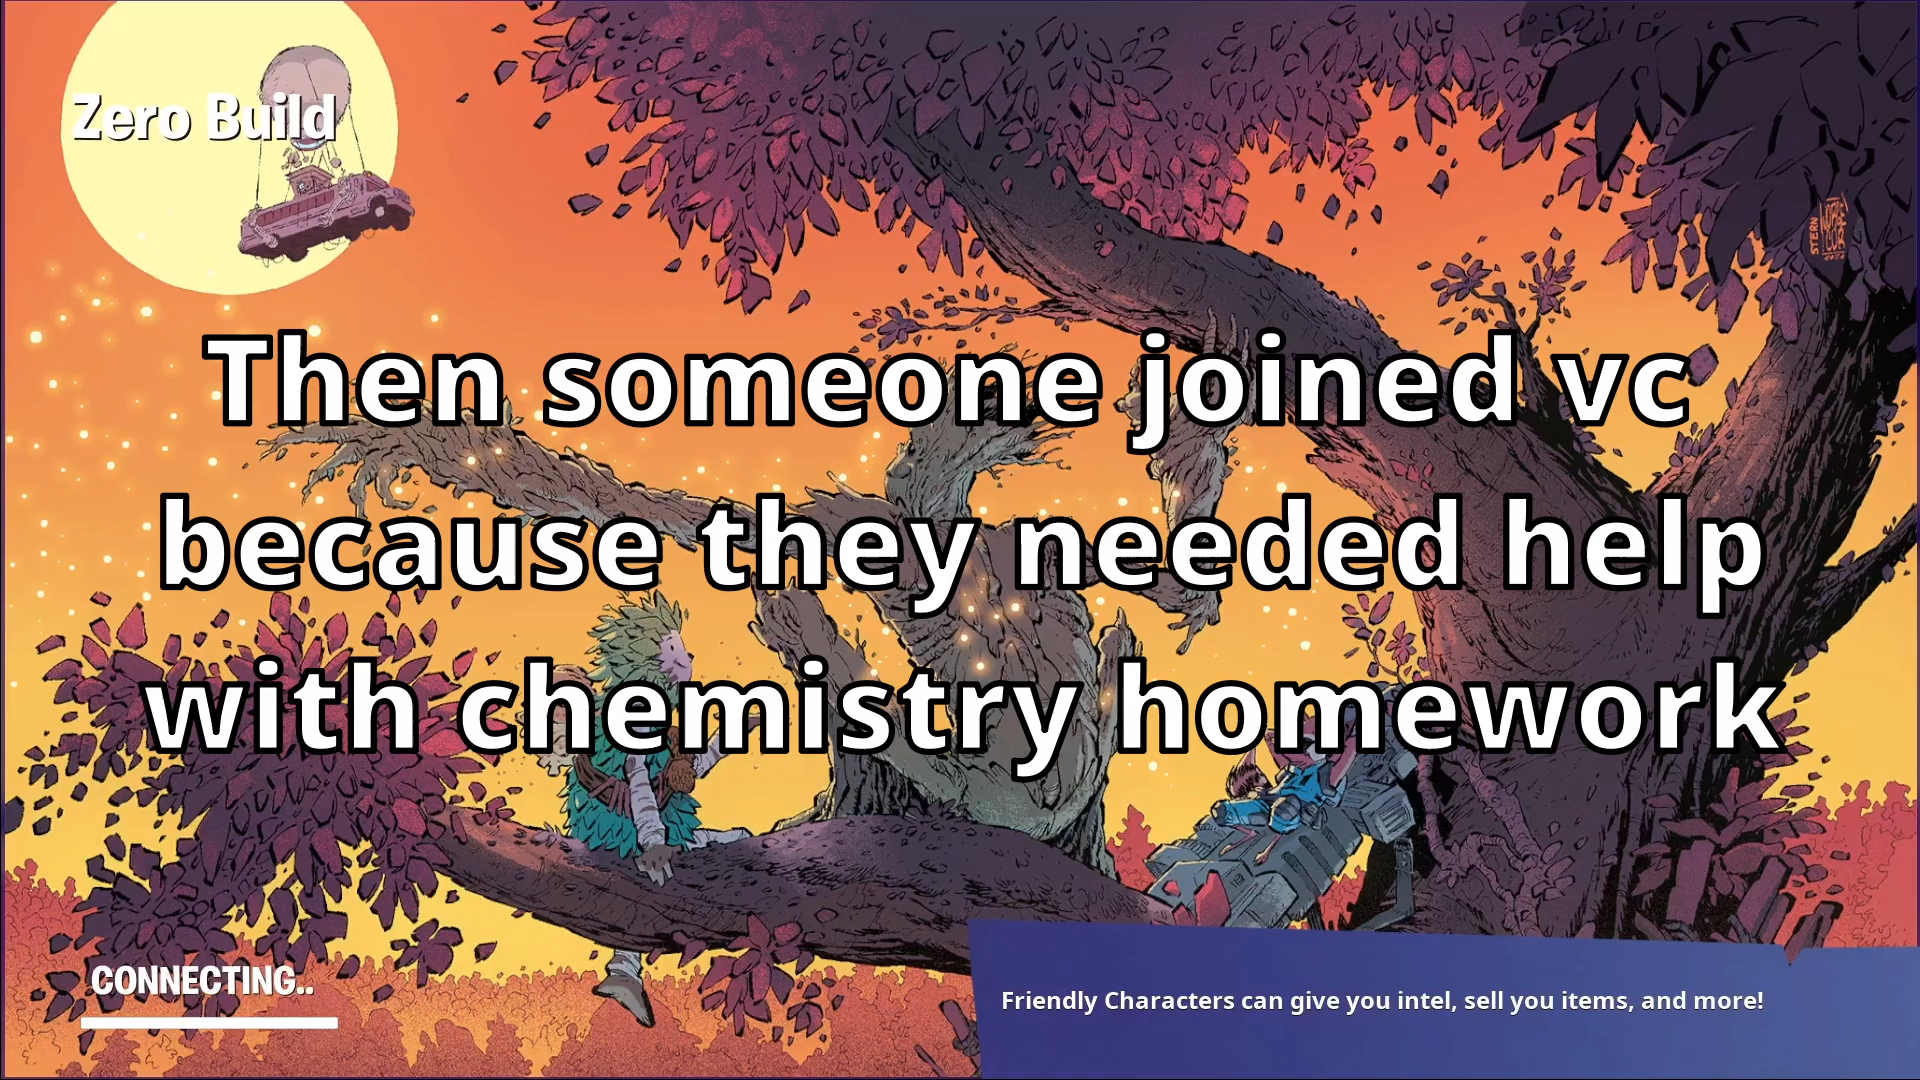 Zero Build
STERN
Then someone joined vc
because they needed help
with chemistry homework
CONNECTING..
Friendly Characters can give you intel, sell you items, and more!